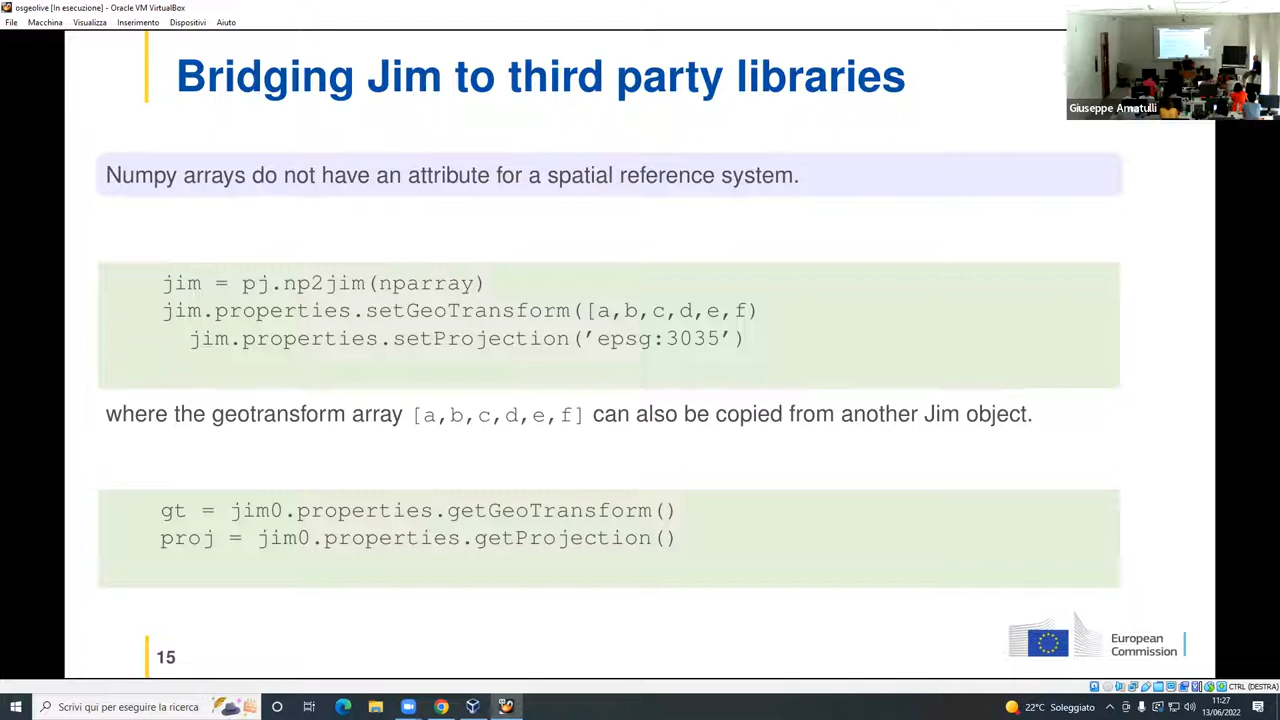 osgeolive [In esecuzione] - Oracle VM VirtualBox
File Macchina Visualizza Inserimento Dispositivi Aiuto
Giuseppe Amatulli
Bridging Jim to third party libraries
Numpy arrays do not have an attribute for a spatial reference system.
jim = pj.np2jim(nparray)
jim.properties.setGeoTransform([a,b,c,d,e,f)
jim.properties.setProjection(’epsg:3035’)
where the geotransform array [a,b,c,d,e,f] can also be copied from another Jim object.
gt = jim0.properties.getGeoTransform()
proj = jim0.properties.getProjection()
15
European
Commission
CTRL (DESTRA)
Scrivi qui per eseguire la ricerca
22°C Soleggiato
11:27
13/06/2022